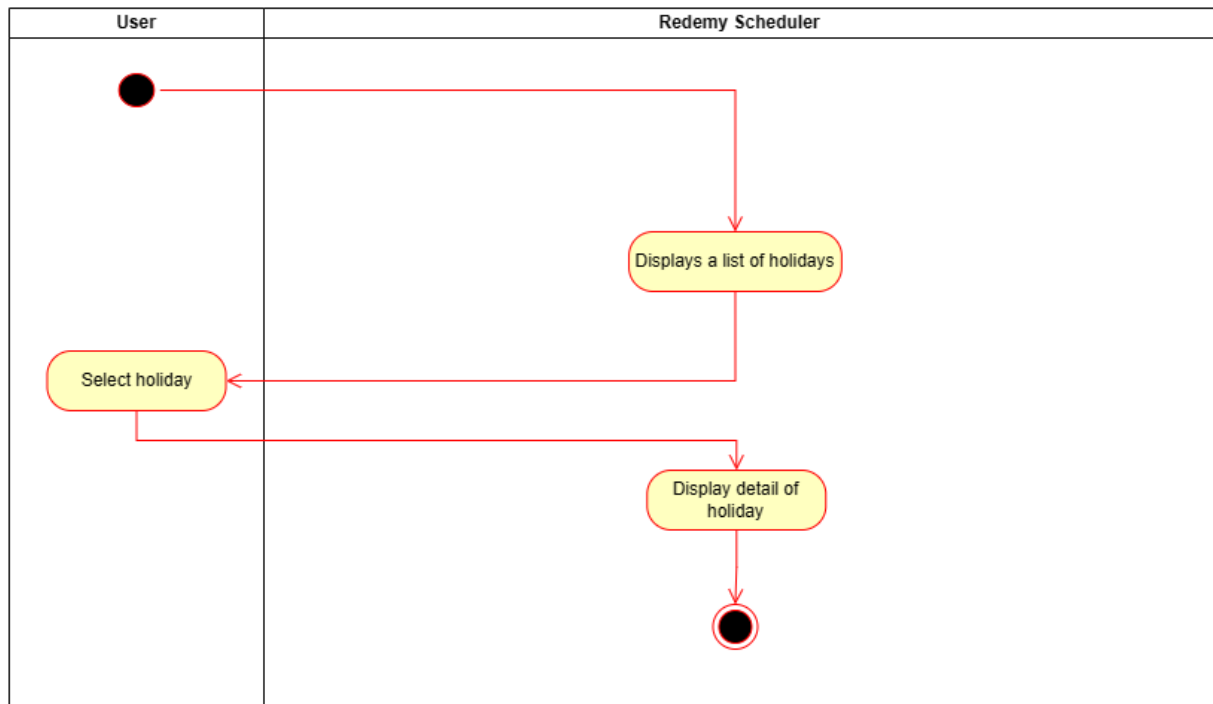 User
Redemy Scheduler
Displays a list of holidays
Select holiday
Display detail of
holiday